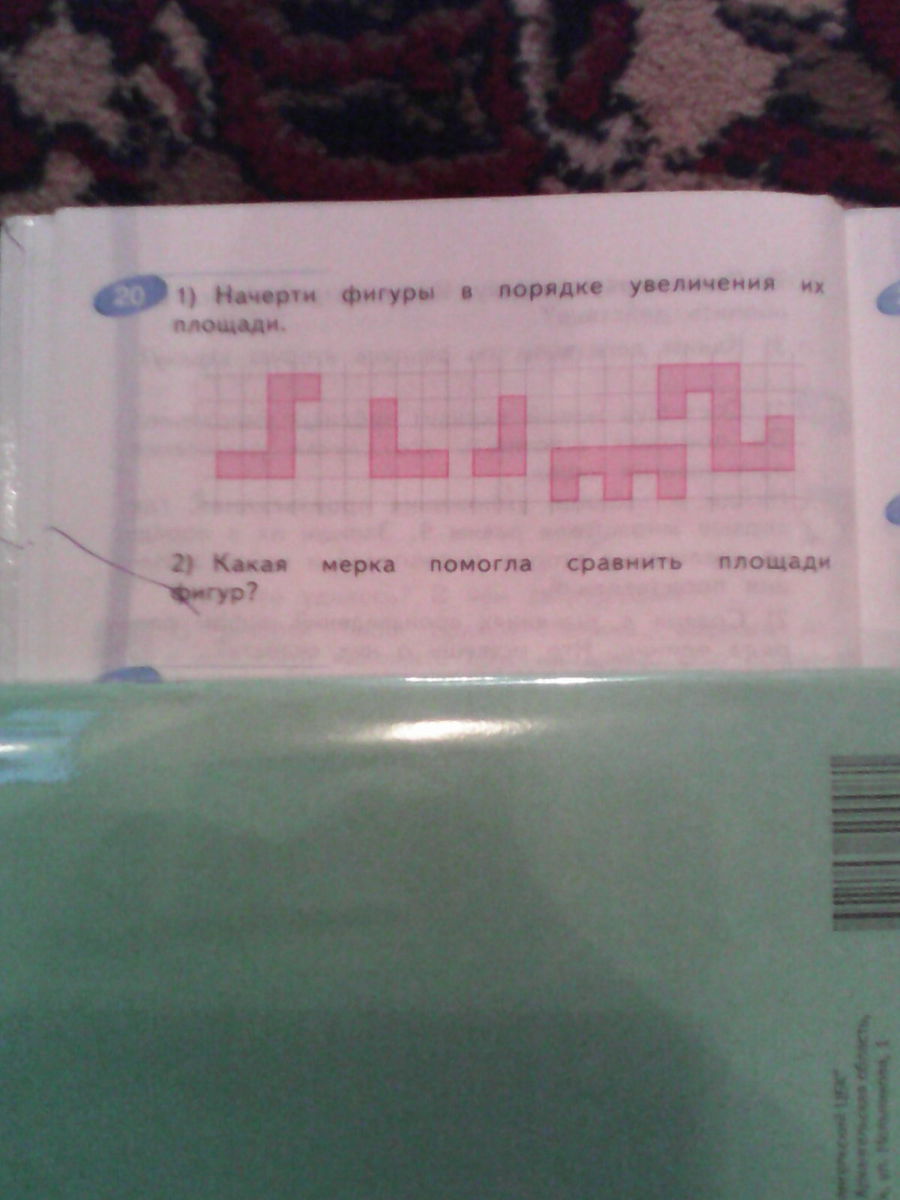 20 1) Начерти фигуры в порядке увеличения их
площади.
2) Какая мерка помогла сравнить площади
фигур?